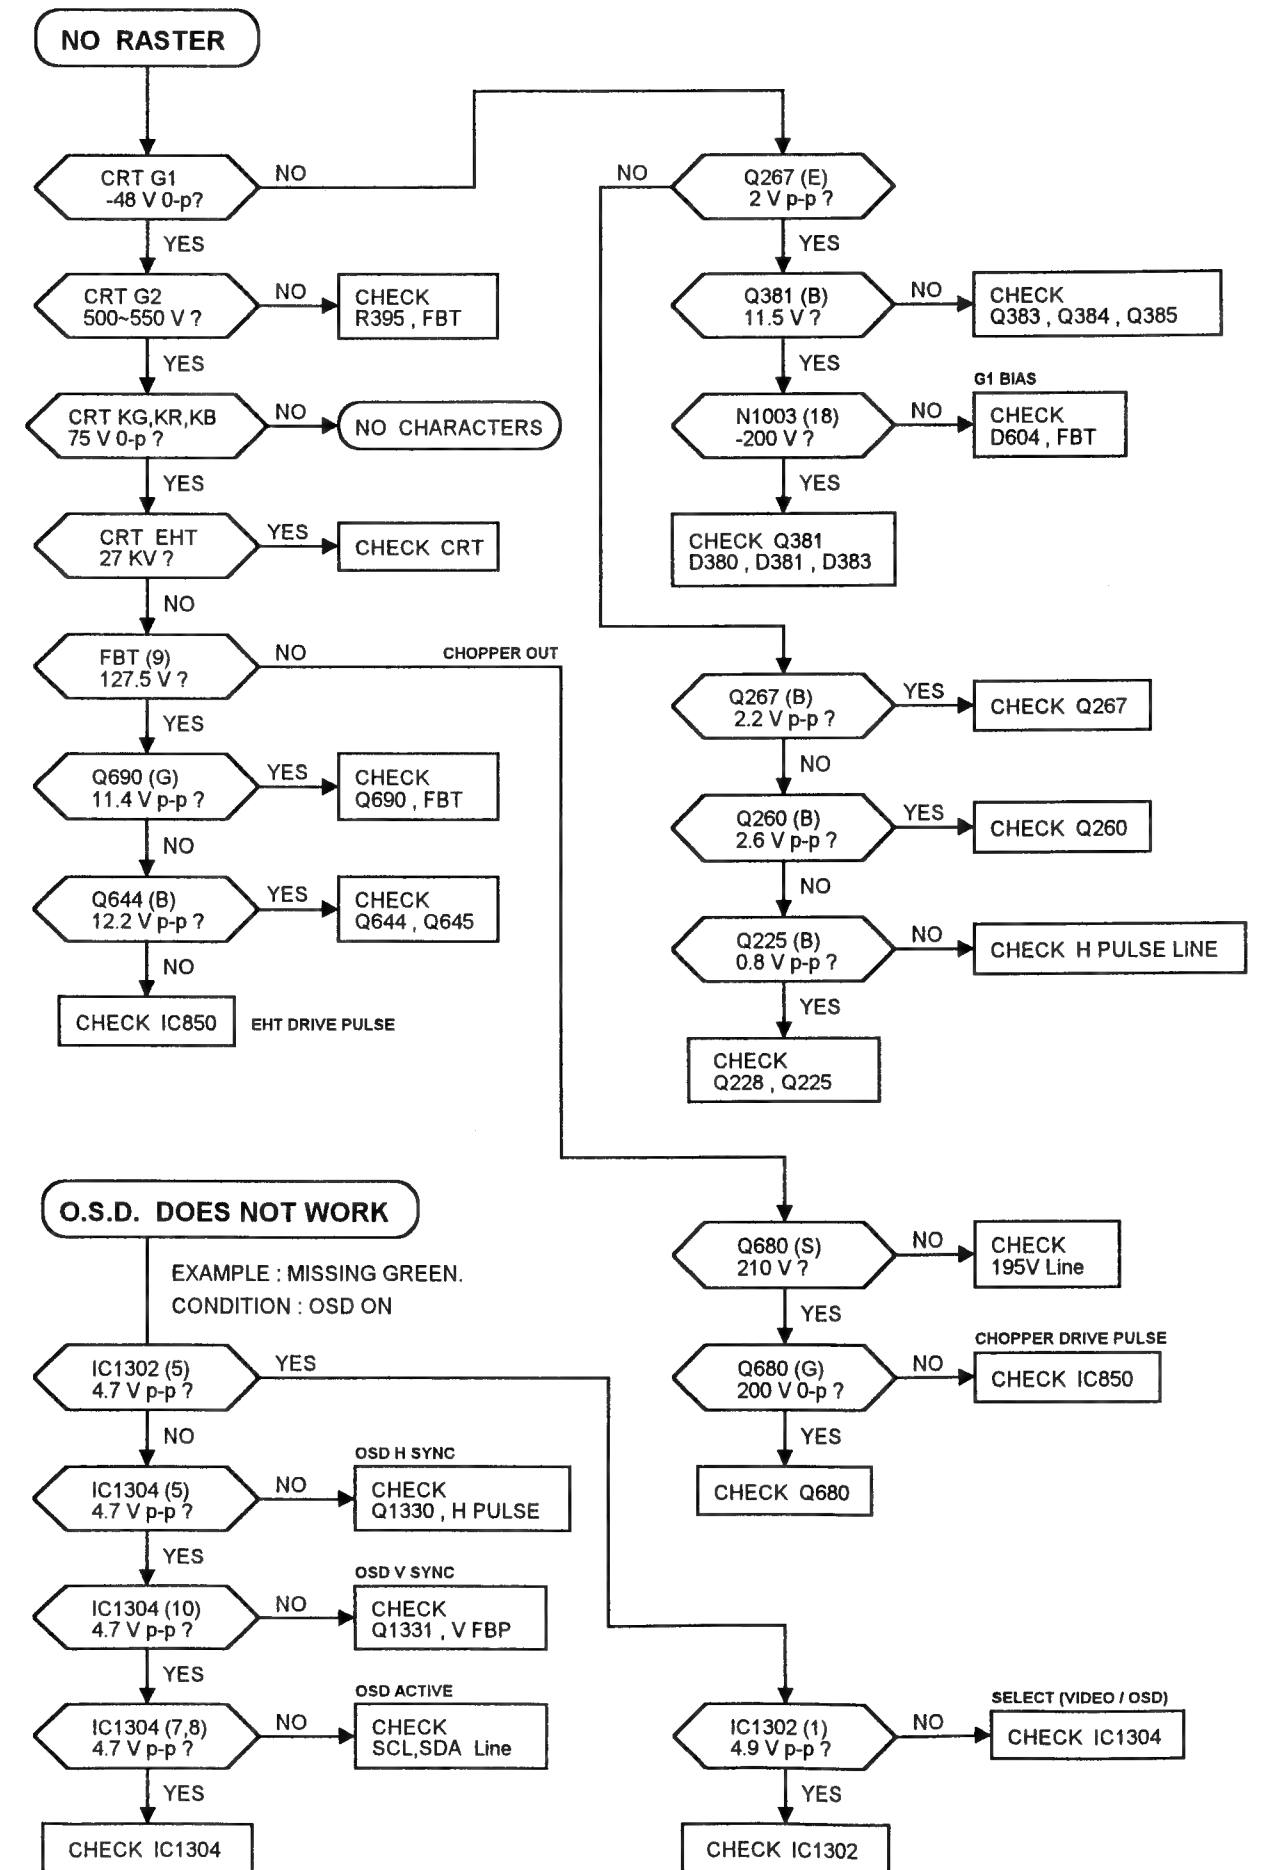 NO RASTER
CRT G1
-48 V 0-p?
NO
YES
CRT G2
500~550 V ?
NO
CHECK
R395 , FBT
YES
CRT KG,KR,KB
75 V 0-p ?
NO
NO CHARACTERS
YES
CRT EHT
27 KV ?
YES
CHECK CRT
NO
FBT (9)
127.5 V ?
NO
CHOPPER OUT
YES
Q690 (G)
11.4 V p-p ?
YES
CHECK
Q690 , FBT
NO
Q644 (B)
12.2 V p-p ?
YES
CHECK
Q644 , Q645
NO
CHECK IC850
EHT DRIVE PULSE
NO
Q267 (E)
2 V p-p ?
YES
Q381 (B)
11.5 V ?
NO
CHECK
Q383 , Q384 , Q385
YES
N1003 (18)
-200 V ?
NO
G1 BIAS
CHECK
D604 , FBT
YES
CHECK Q381
D380 , D381 , D383
Q267 (B)
2.2 V p-p ?
YES
CHECK Q267
NO
Q260 (B)
2.6 V p-p ?
YES
CHECK Q260
NO
Q225 (B)
0.8 V p-p ?
NO
CHECK H PULSE LINE
YES
CHECK
Q228 , Q225
Q680 (S)
210 V ?
NO
CHECK
195V Line
YES
Q680 (G)
200 V 0-p ?
NO
CHOPPER DRIVE PULSE
CHECK IC850
YES
CHECK Q680
O.S.D. DOES NOT WORK
EXAMPLE : MISSING GREEN.
CONDITION : OSD ON
IC1302 (5)
4.7 V p-p ?
YES
NO
IC1304 (5)
4.7 V p-p ?
NO
OSD H SYNC
CHECK
Q1330 , H PULSE
YES
IC1304 (10)
4.7 V p-p ?
NO
OSD V SYNC
CHECK
Q1331 , V FBP
YES
IC1304 (7,8)
4.7 V p-p ?
NO
OSD ACTIVE
CHECK
SCL,SDA Line
YES
CHECK IC1304
IC1302 (1)
4.9 V p-p ?
NO
SELECT (VIDEO / OSD)
CHECK IC1304
YES
CHECK IC1302